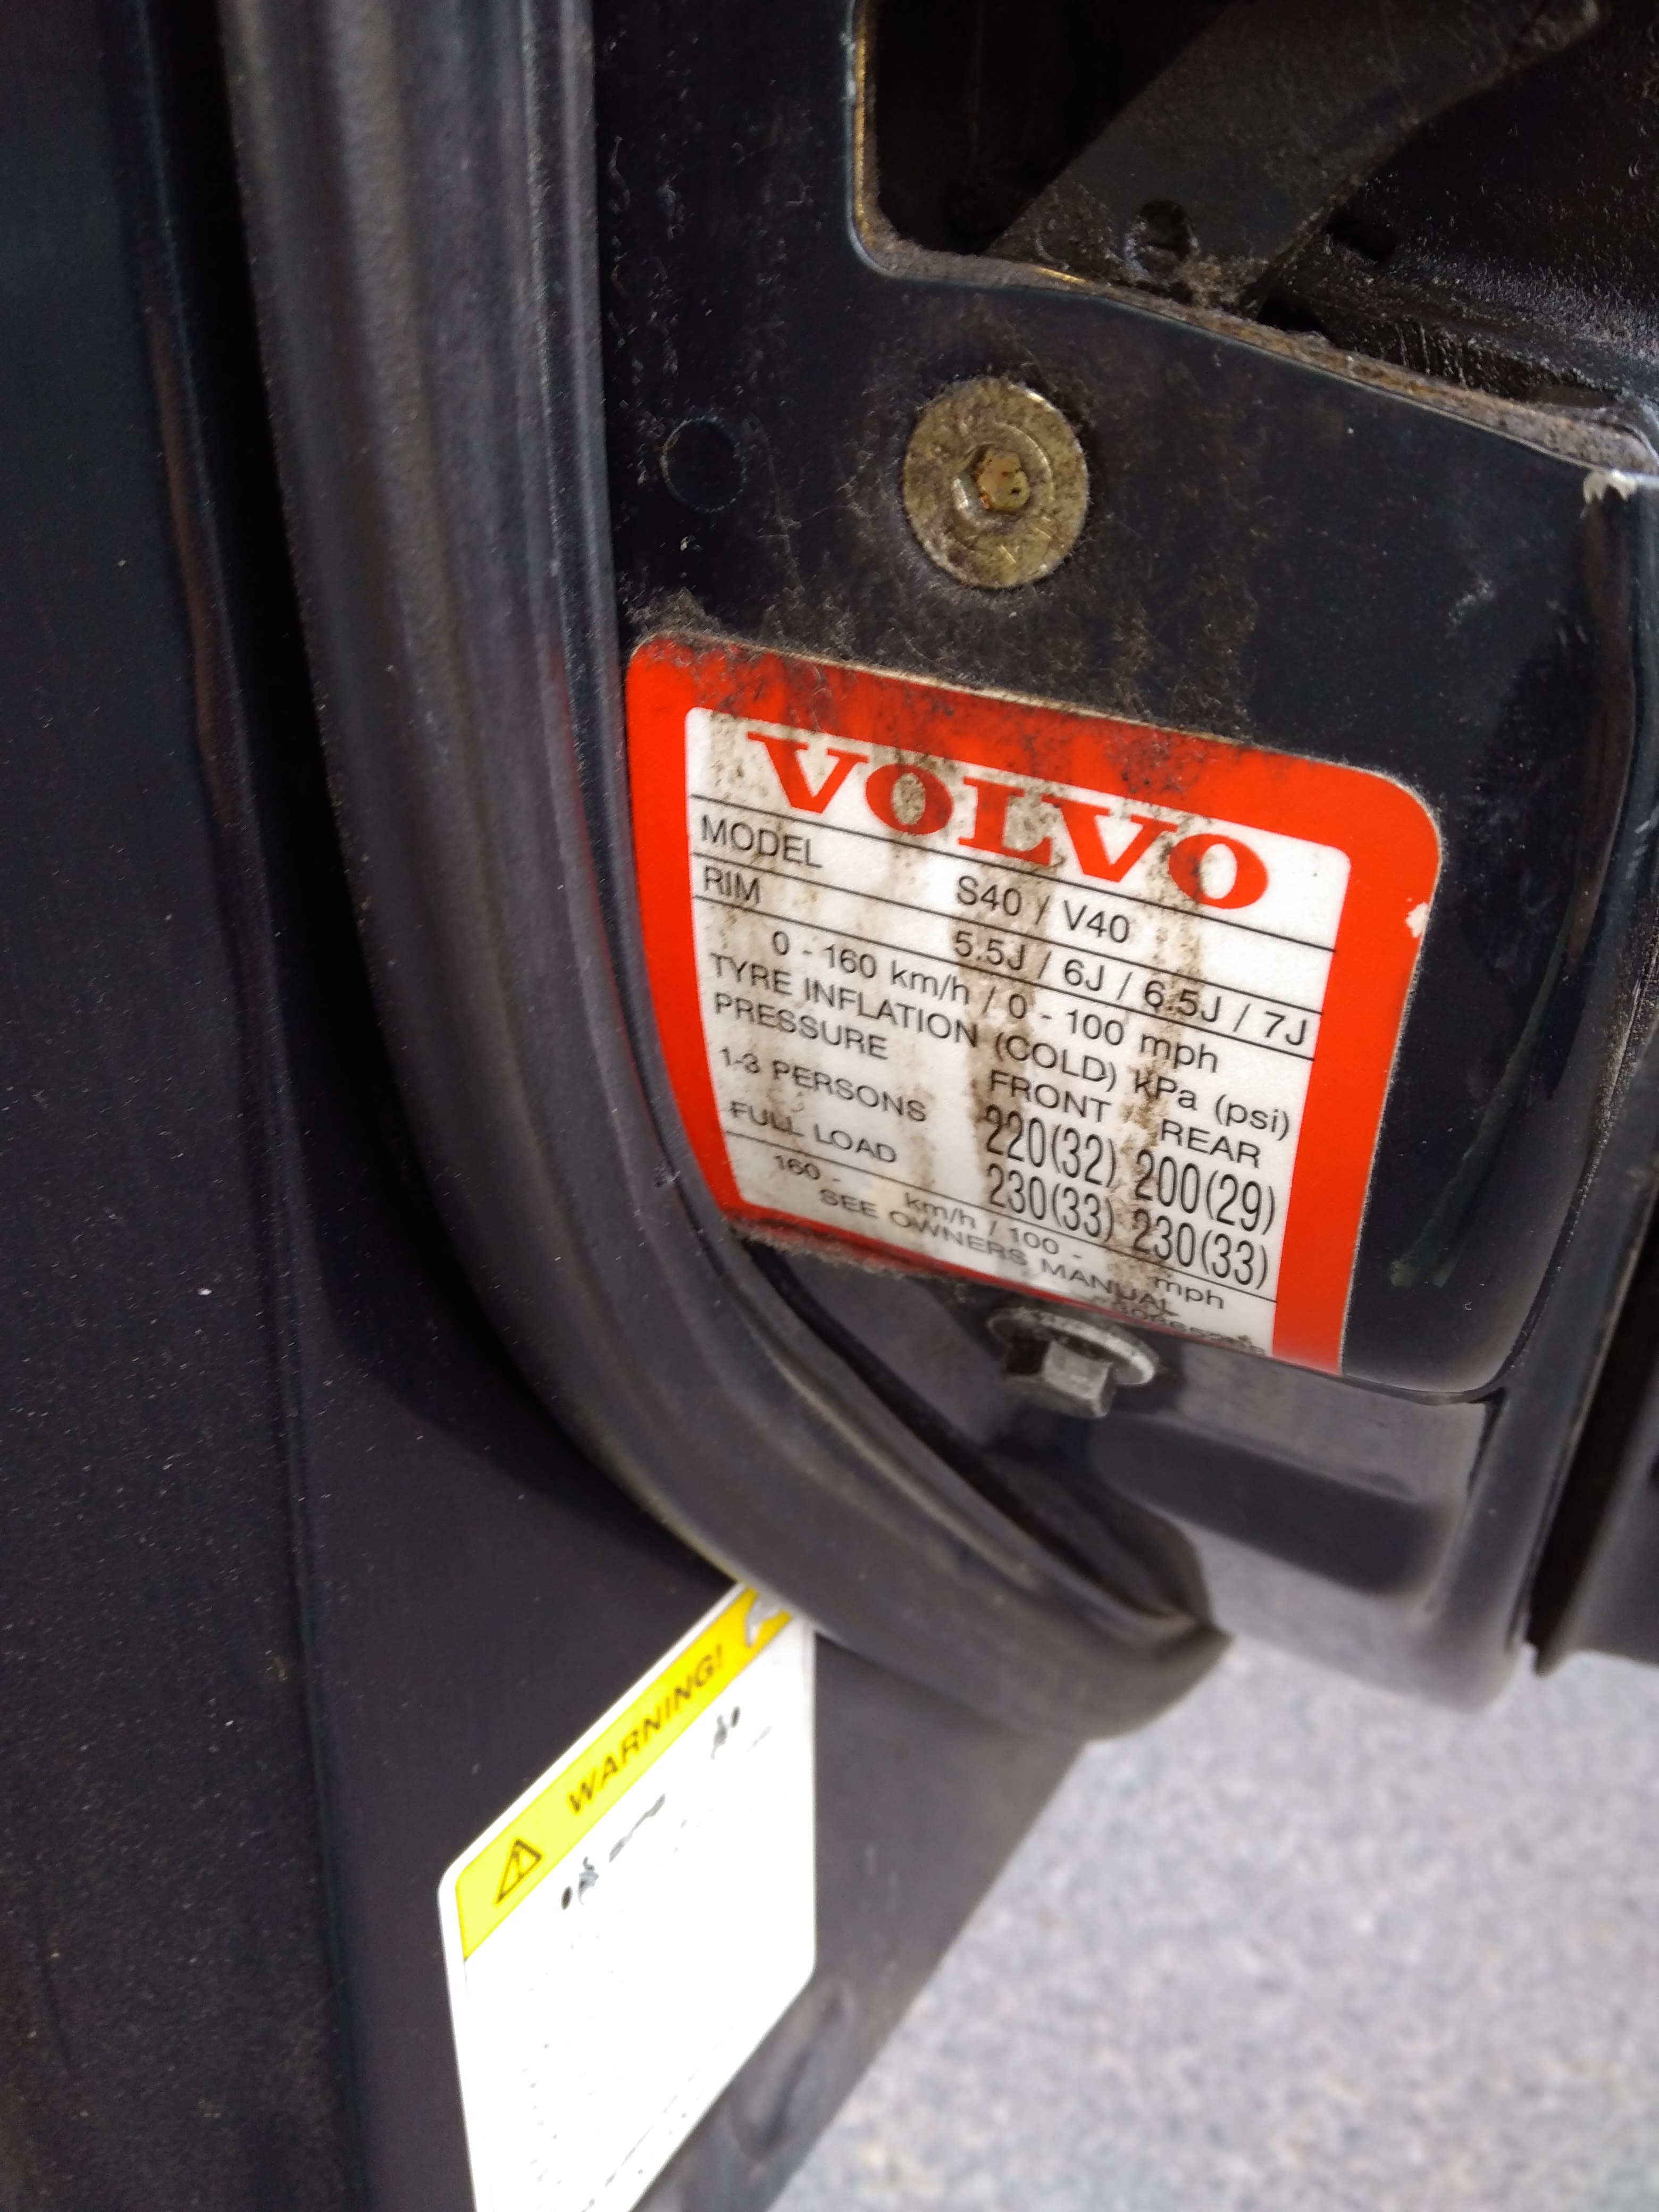 VOLVO
MODEL S40 / V40
RIM 5.5J / 6J / 6.5J / 7J
0 - 160 km/h / 0 - 100 mph
TYRE INFLATION (COLD) kPa (psi)
PRESSURE FRONT REAR
1-3 PERSONS 220(32) 200(29)
FULL LOAD 230(33) 230(33)
160 - km/h / 100 - mph
SEE OWNERS MANUAL
WARNING!